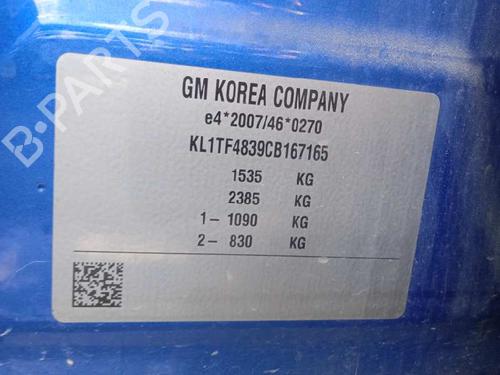 GM KOREA COMPANY
e4*2007/46*0270
KL1TF4839CB167165
1535 KG
2385 KG
1- 1090 KG
2- 830 KG
B-PARTS